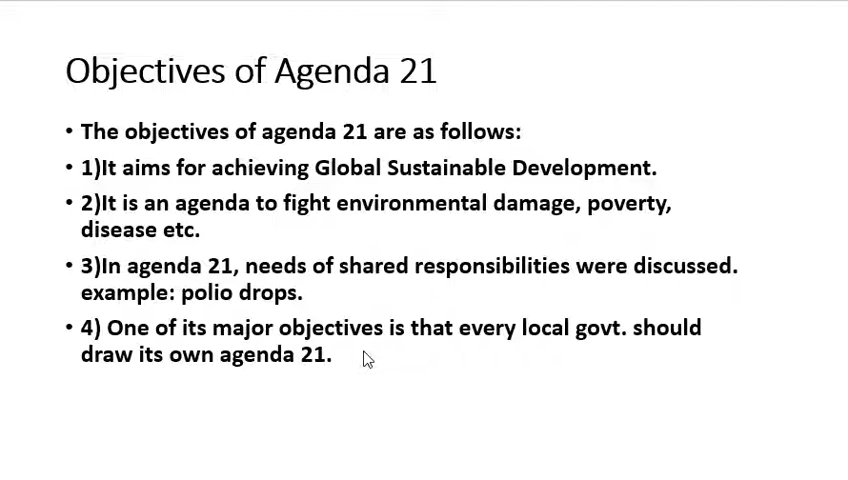 Objectives of Agenda 21
• The objectives of agenda 21 are as follows:
• 1)It aims for achieving Global Sustainable Development.
• 2)It is an agenda to fight environmental damage, poverty,
disease etc.
• 3)In agenda 21, needs of shared responsibilities were discussed.
example: polio drops.
• 4) One of its major objectives is that every local govt. should
draw its own agenda 21.